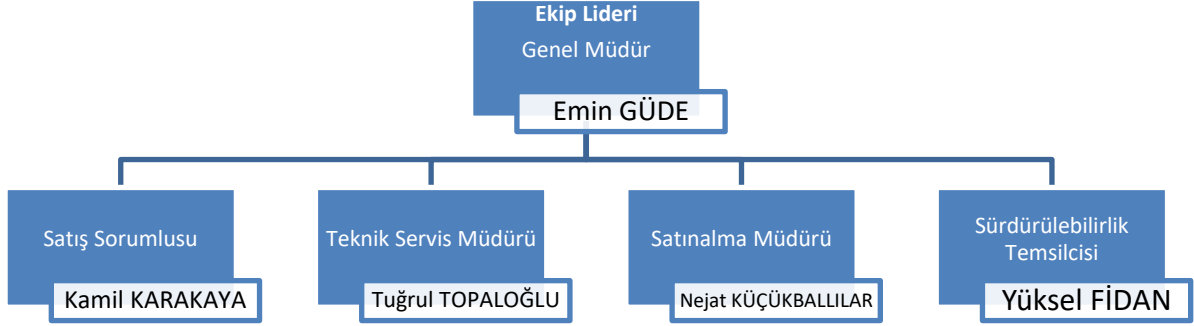 Ekip Lideri
Genel Müdür
Emin GÜDE
Satış Sorumlusu
Kamil KARAKAYA
Teknik Servis Müdürü
Tuğrul TOPALOĞLU
Satınalma Müdürü
Nejat KÜÇÜKBALLILAR
Sürdürülebilirlik
Temsilcisi
Yüksel FİDAN